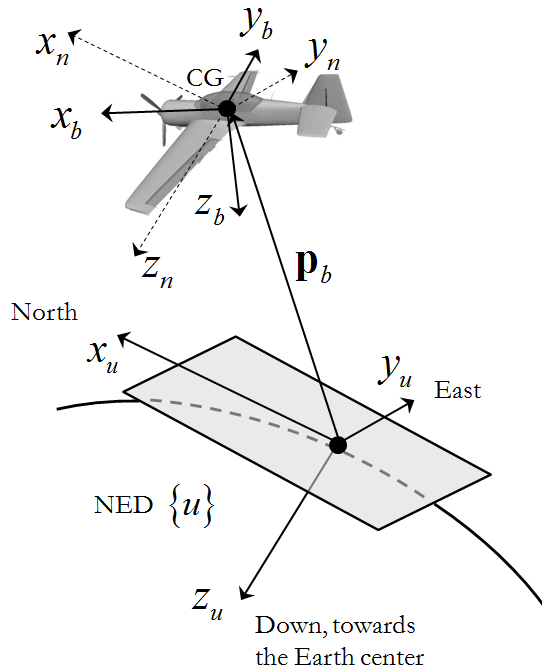 y_b
x_n
y_n
CG
x_b
z_b
z_n
p_b
North
x_u
y_u
East
NED {u}
z_u
Down, towards
the Earth center